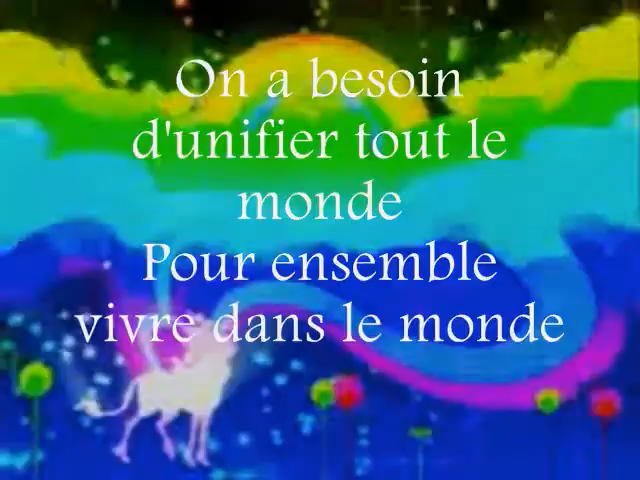 On a besoin
d'unifier tout le
monde
Pour ensemble
vivre dans le monde